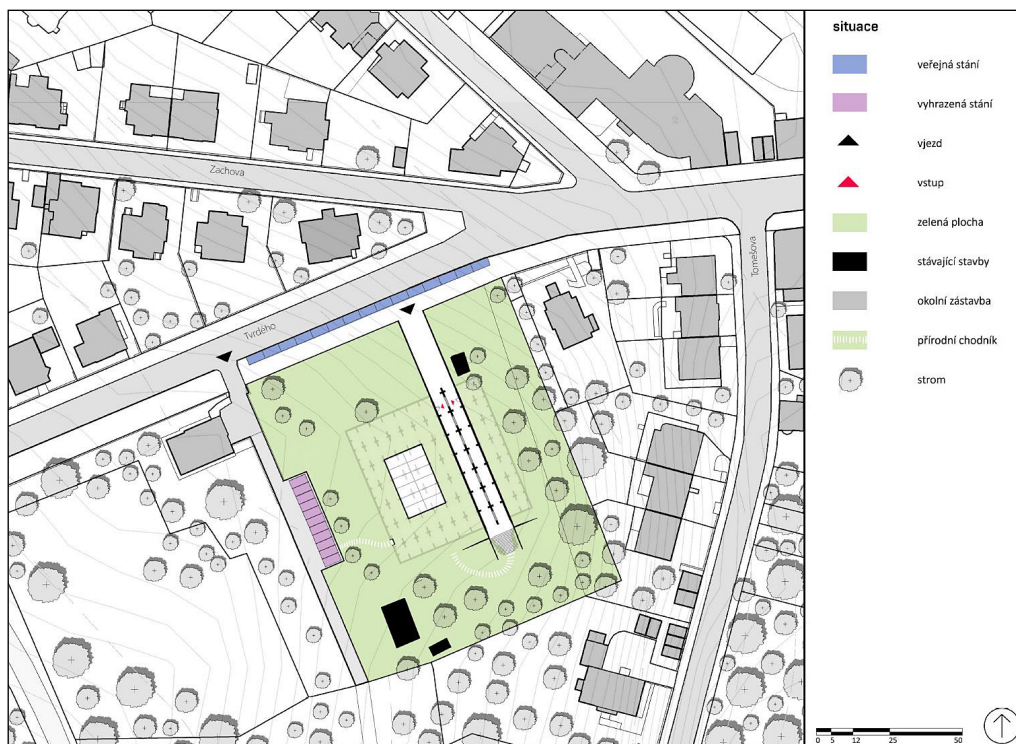 situace
veřejná stání
vyhrazená stání
vjezd
vstup
zelená plocha
stávající stavby
okolní zástavba
přírodní chodník
strom
Zachova
Tvrdého
Tomešova
0 5 12 25 50